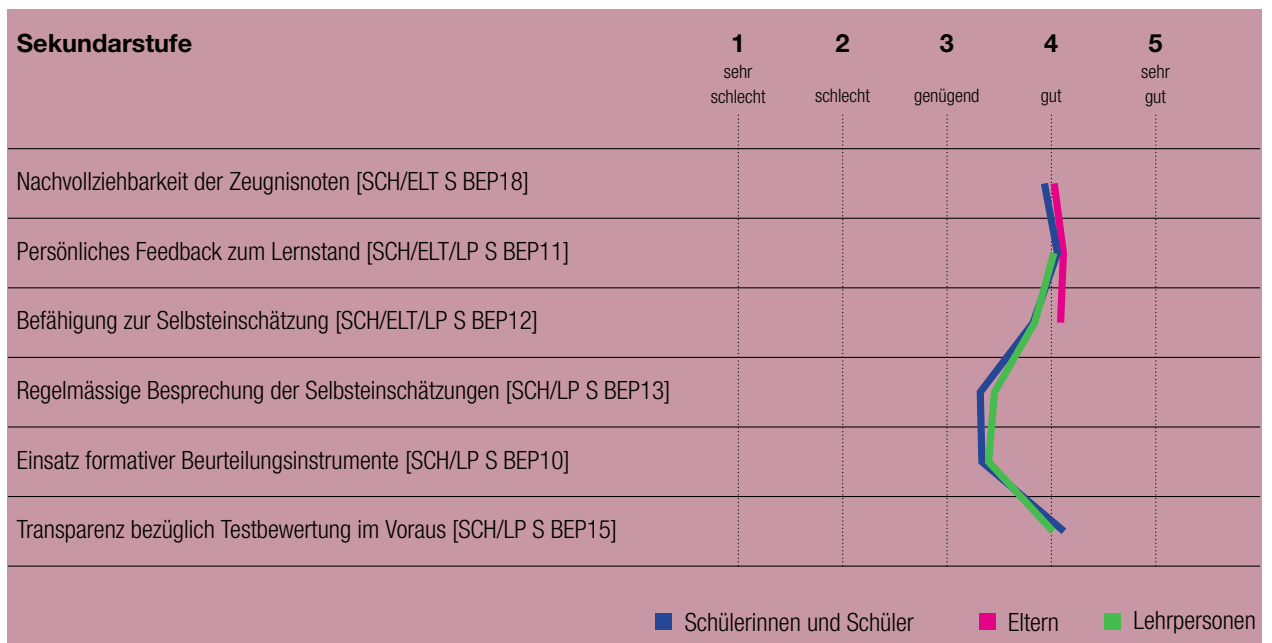 Sekundarstufe 1 2 3 4 5
sehr sehr
schlecht schlecht genügend gut gut
Nachvollziehbarkeit der Zeugnisnoten [SCH/ELT S BEP18]
Persönliches Feedback zum Lernstand [SCH/ELT/LP S BEP11]
Befähigung zur Selbsteinschätzung [SCH/ELT/LP S BEP12]
Regelmässige Besprechung der Selbsteinschätzungen [SCH/LP S BEP13]
Einsatz formativer Beurteilungsinstrumente [SCH/LP S BEP10]
Transparenz bezüglich Testbewertung im Voraus [SCH/LP S BEP15]
Schülerinnen und Schüler Eltern Lehrpersonen